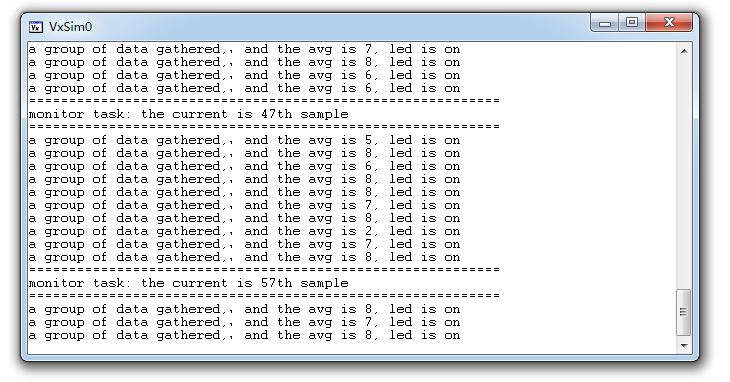 VxSim0
a group of data gathered,, and the avg is 7, led is on
a group of data gathered,, and the avg is 8, led is on
a group of data gathered,, and the avg is 6, led is on
a group of data gathered,, and the avg is 6, led is on
=================================================================
monitor task: the current is 47th sample
=================================================================
a group of data gathered,, and the avg is 5, led is on
a group of data gathered,, and the avg is 8, led is on
a group of data gathered,, and the avg is 6, led is on
a group of data gathered,, and the avg is 8, led is on
a group of data gathered,, and the avg is 8, led is on
a group of data gathered,, and the avg is 7, led is on
a group of data gathered,, and the avg is 8, led is on
a group of data gathered,, and the avg is 2, led is on
a group of data gathered,, and the avg is 7, led is on
a group of data gathered,, and the avg is 8, led is on
=================================================================
monitor task: the current is 57th sample
=================================================================
a group of data gathered,, and the avg is 8, led is on
a group of data gathered,, and the avg is 7, led is on
a group of data gathered,, and the avg is 8, led is on